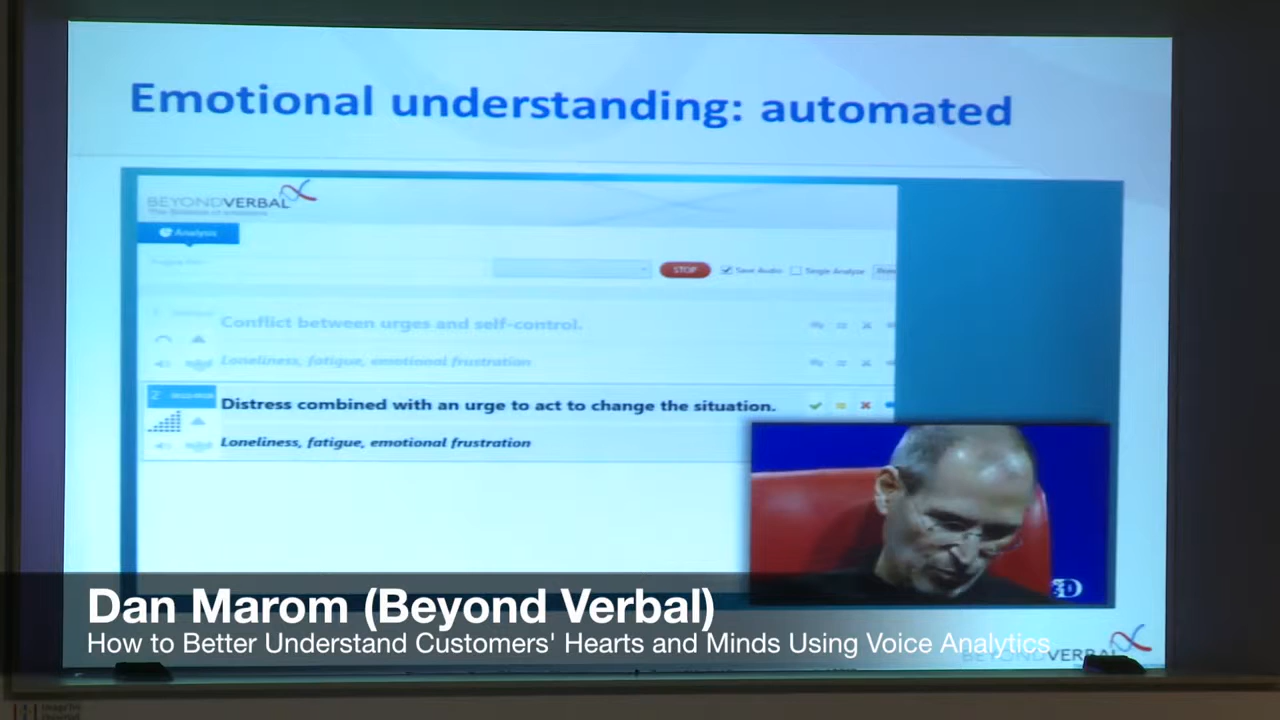 Emotional understanding: automated
BEYONDVERBAL
Analysis
STOP
Save Audio
Single Analyze
Conflict between urges and self-control.
Loneliness, fatigue, emotional frustration
Distress combined with an urge to act to change the situation.
Loneliness, fatigue, emotional frustration
D
Dan Marom (Beyond Verbal)
How to Better Understand Customers' Hearts and Minds Using Voice Analytics
BEYONDVERBAL